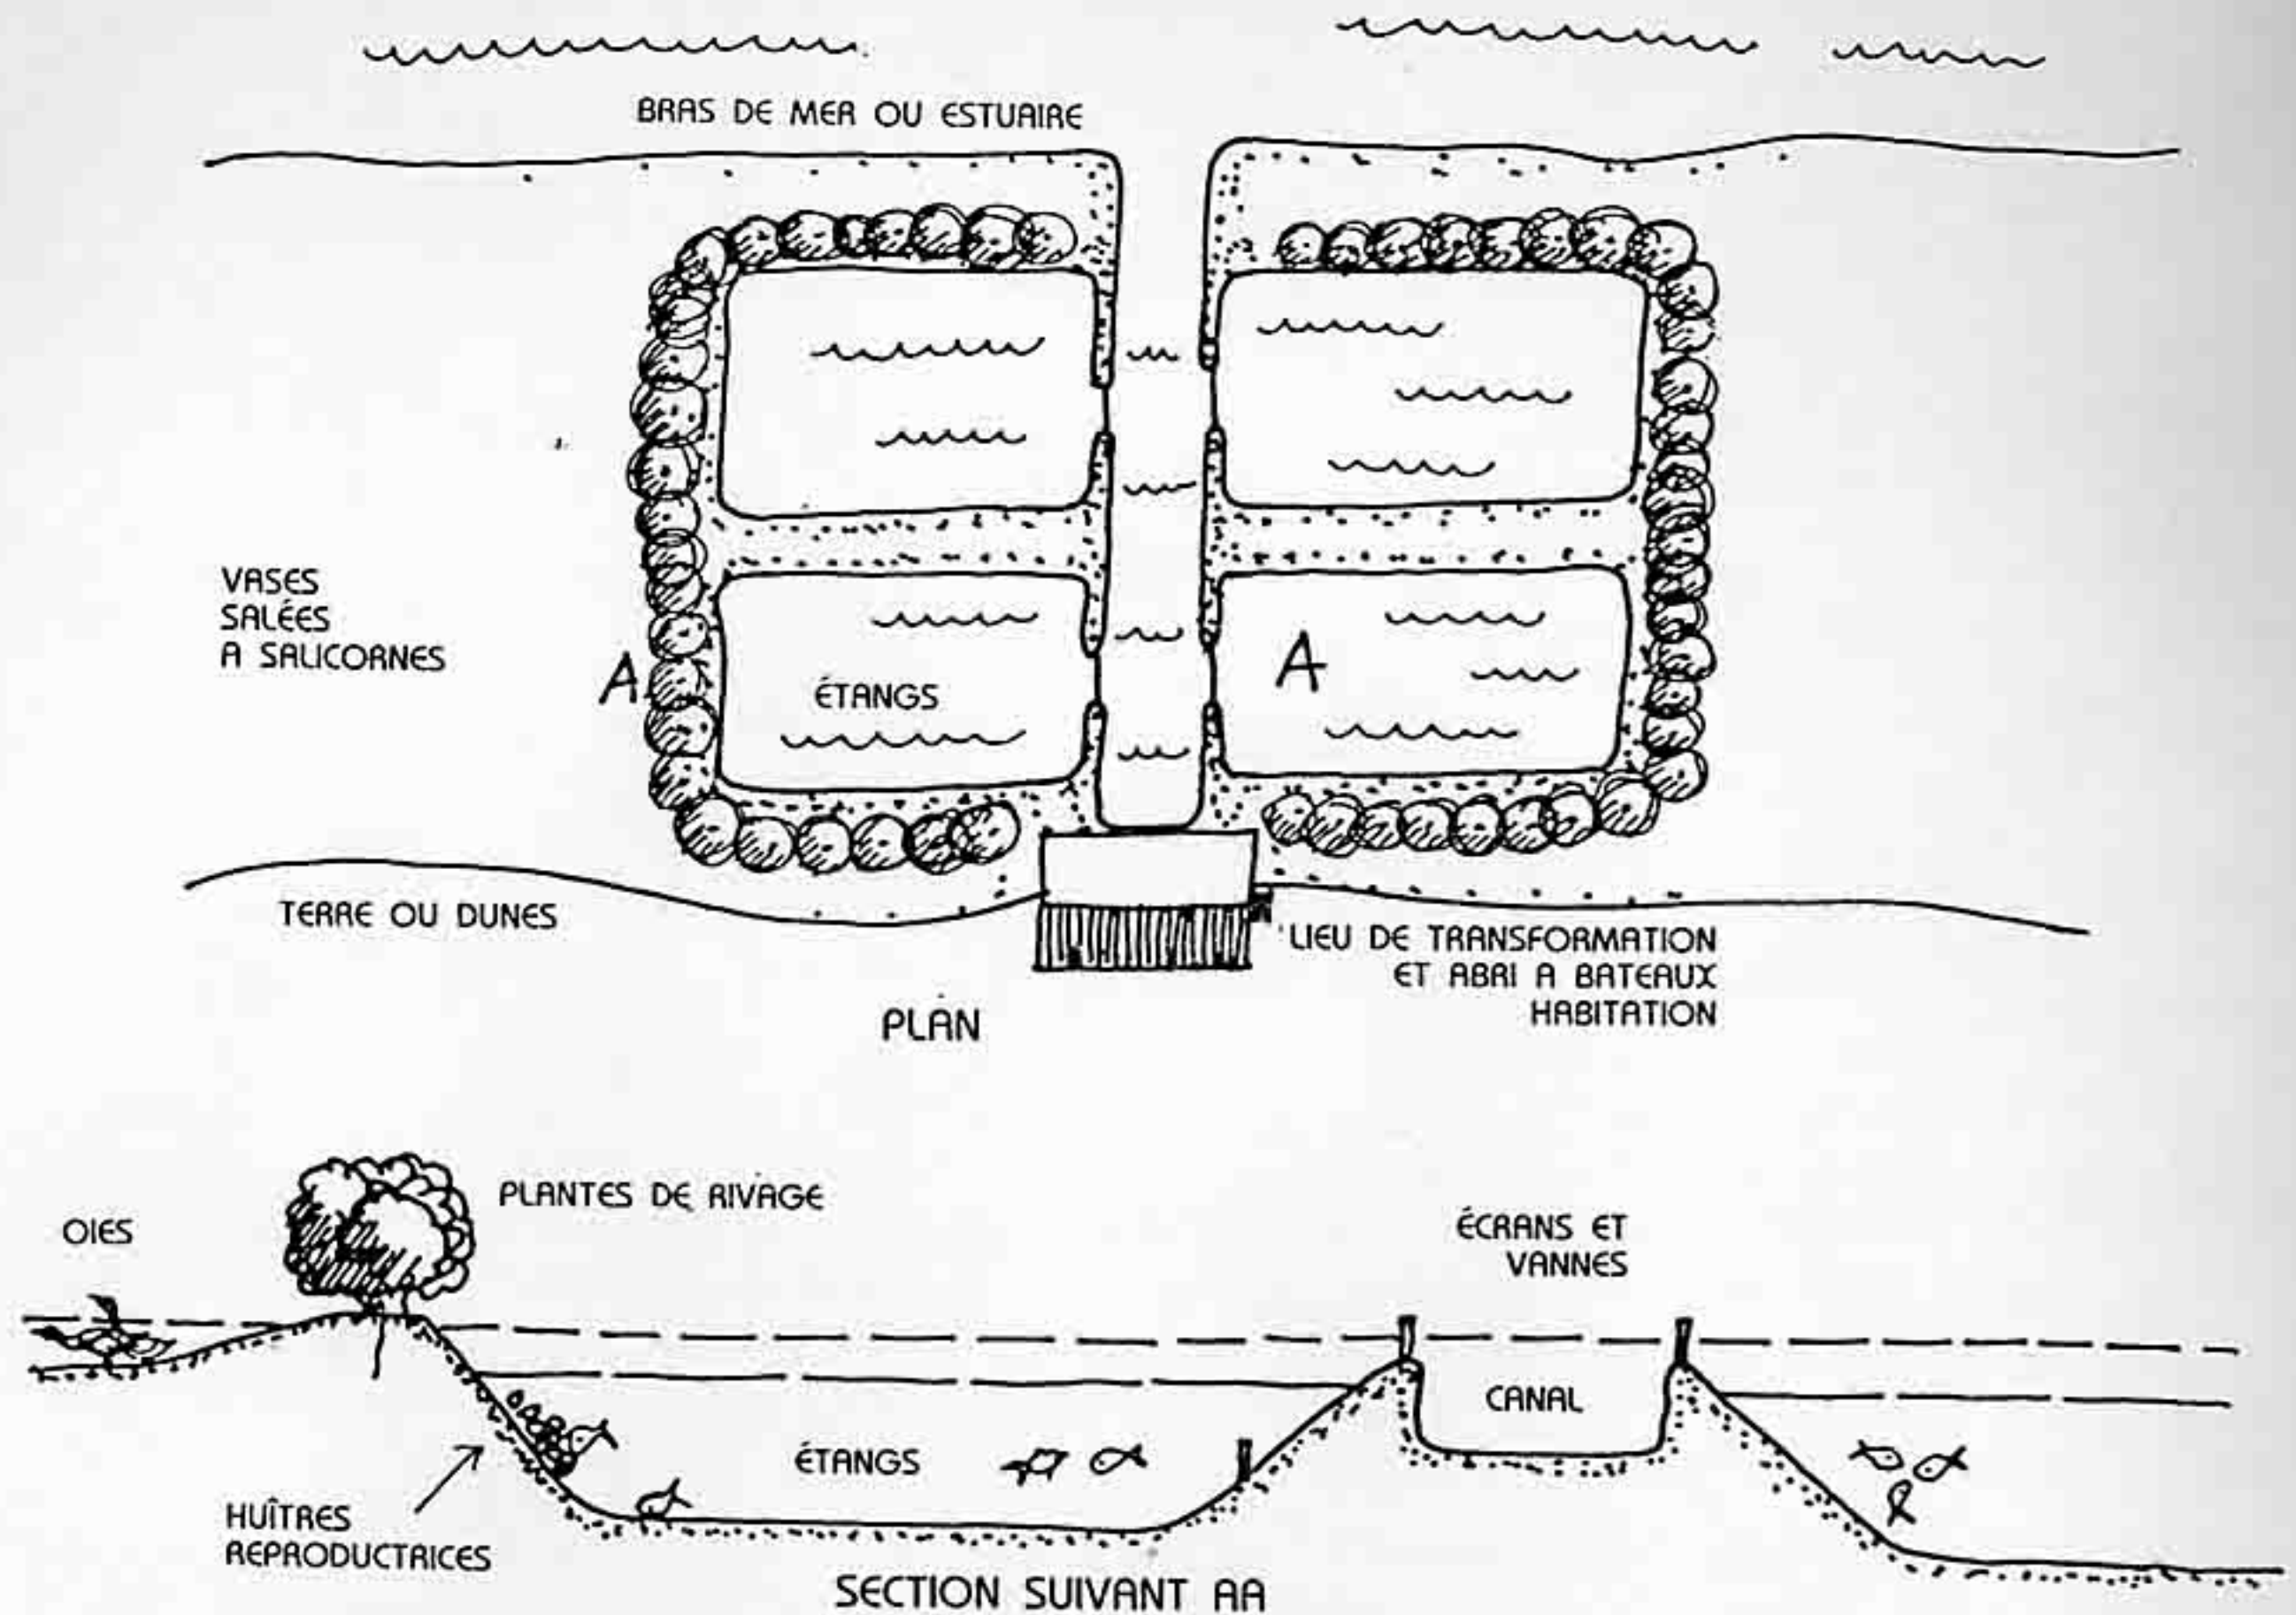 BRAS DE MER OU ESTUAIRE
VASES
SALÉES
A SALICORNES
A
ÉTANGS
A
TERRE OU DUNES
LIEU DE TRANSFORMATION
ET ABRI A BATEAUX
HABITATION
PLAN
OIES
PLANTES DE RIVAGE
ÉCRANS ET
VANNES
CANAL
ÉTANGS
HUÎTRES
REPRODUCTRICES
SECTION SUIVANT AA